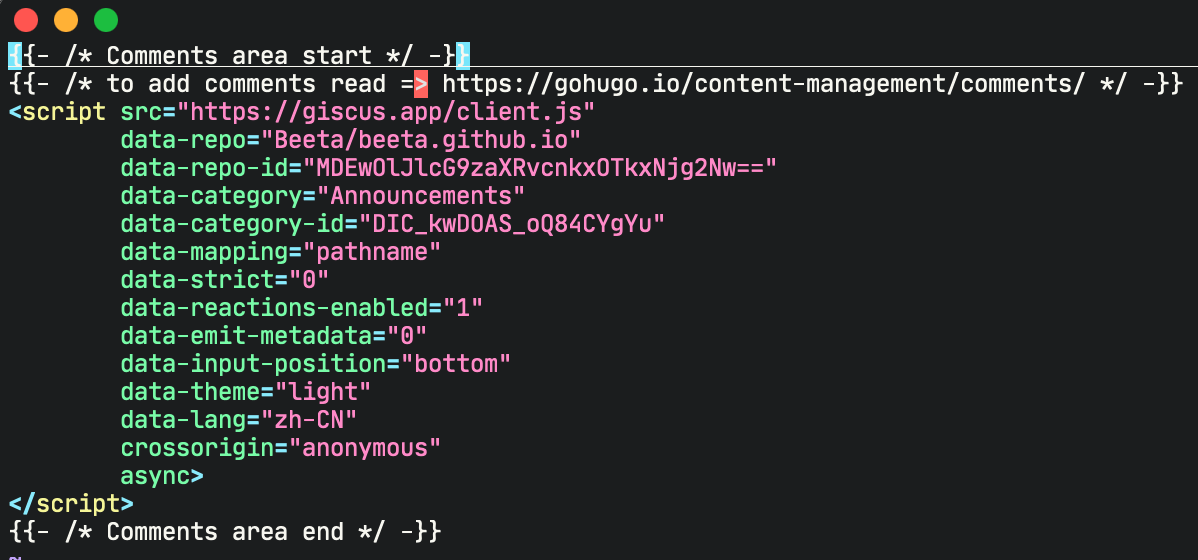 {{- /* Comments area start */ -}}
{{- /* to add comments read => https://gohugo.io/content-management/comments/ */ -}}
<script src="https://giscus.app/client.js"
        data-repo="Beeta/beeta.github.io"
        data-repo-id="MDEwOlJlcG9zaXRvcnkxOTkxNjg2Nw=="
        data-category="Announcements"
        data-category-id="DIC_kwDOAS_oQ84CYgYu"
        data-mapping="pathname"
        data-strict="0"
        data-reactions-enabled="1"
        data-emit-metadata="0"
        data-input-position="bottom"
        data-theme="light"
        data-lang="zh-CN"
        crossorigin="anonymous"
        async>
</script>
{{- /* Comments area end */ -}}
~